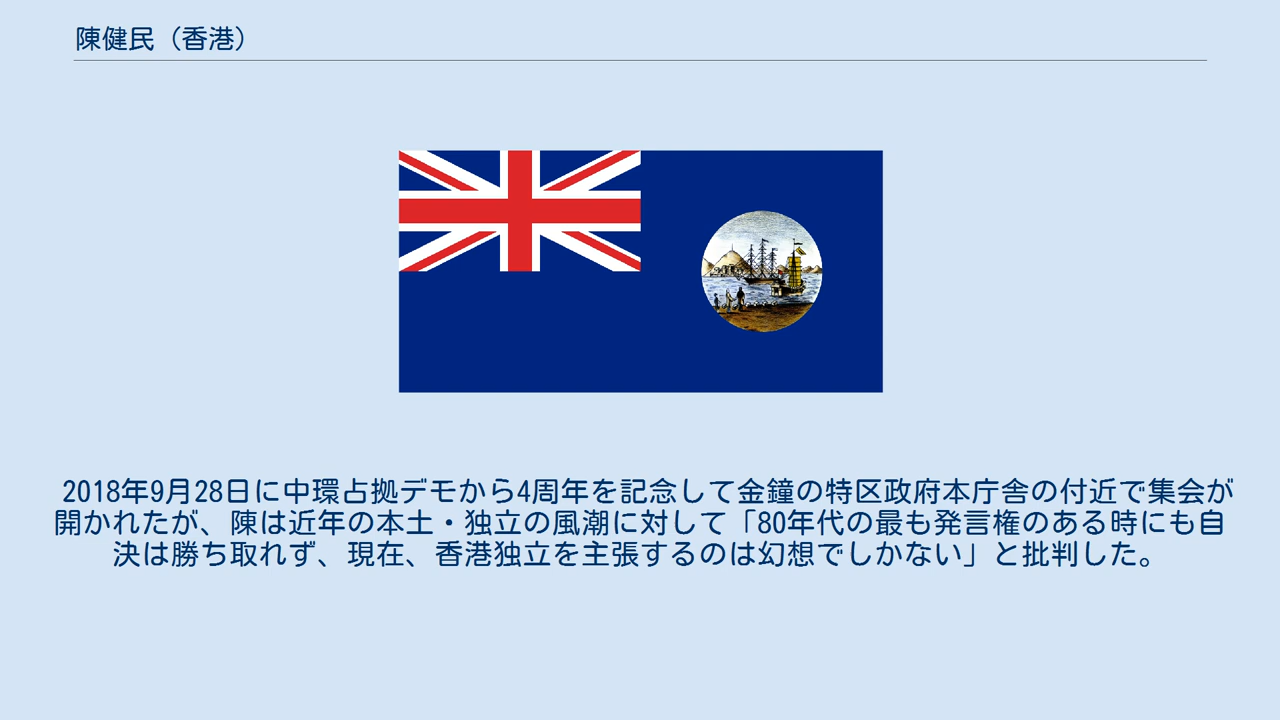 陳健民（香港）
2018年9月28日に中環占拠デモから4周年を記念して金鐘の特区政府本庁舎の付近で集会が
開かれたが、陳は近年の本土・独立の風潮に対して「80年代の最も発言権のある時にも自
決は勝ち取れず、現在、香港独立を主張するのは幻想でしかない」と批判した。